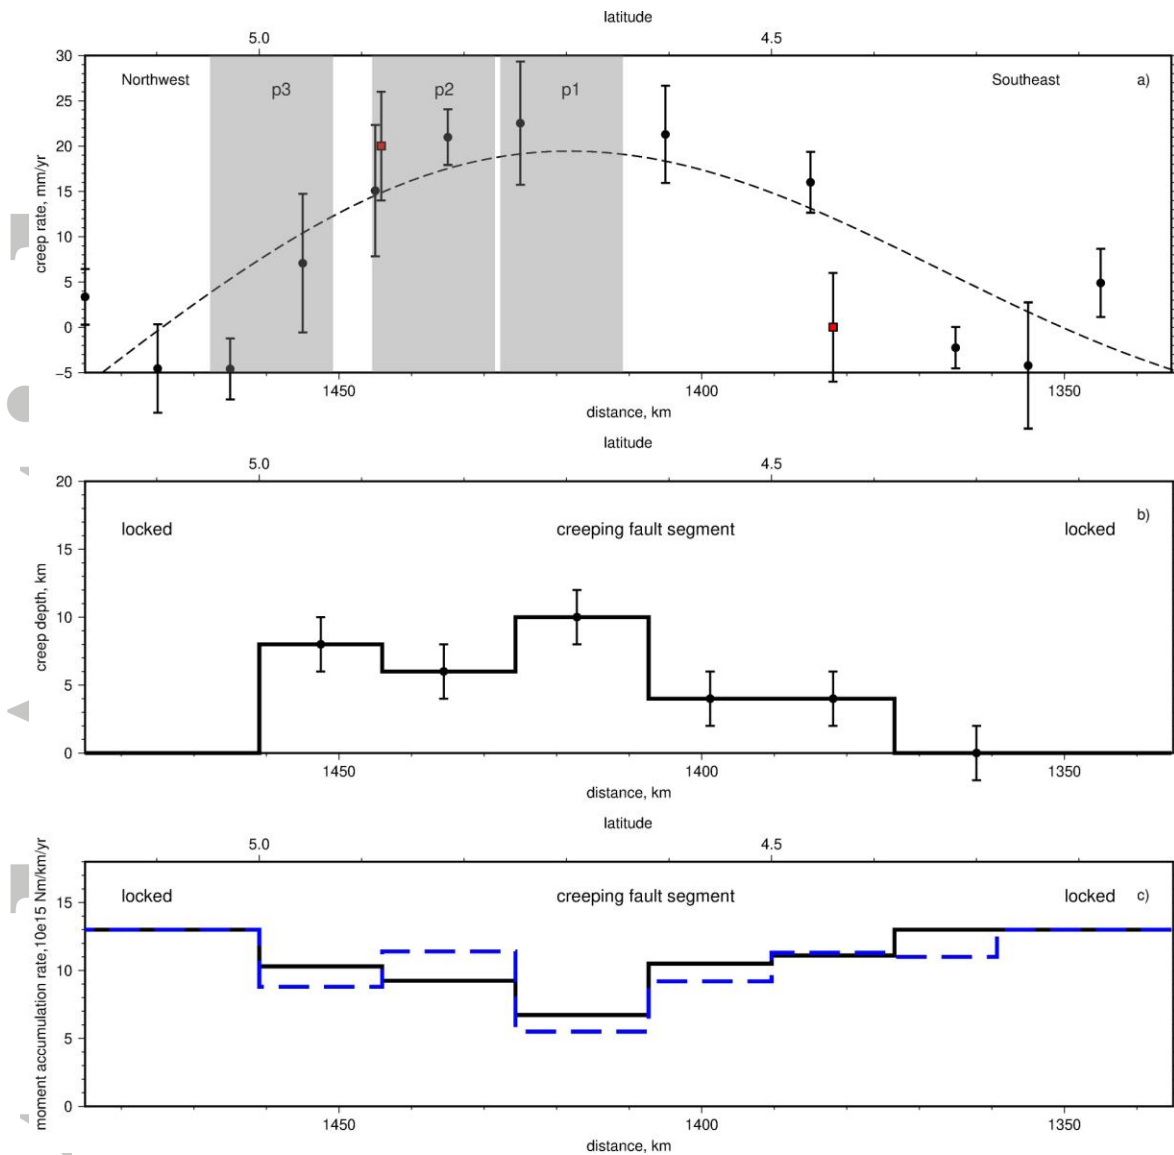 latitude
5.0 4.5
30
25
20
15
10
5
0
−5
creep rate, mm/yr
Northwest Southeast a)
p3 p2 p1
1450 1400 1350
distance, km
latitude
5.0 4.5
20
15
10
5
0
creep depth, km
locked creeping fault segment locked b)
1450 1400 1350
distance, km
latitude
5.0 4.5
15
10
5
0
moment accumulation rate,10e15 Nm/km/yr
locked creeping fault segment locked c)
1450 1400 1350
distance, km